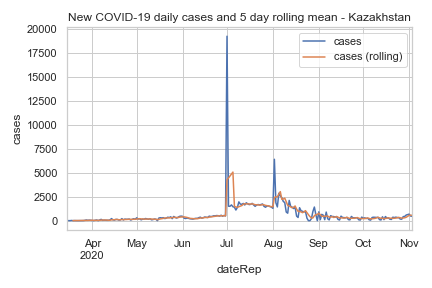 New COVID-19 daily cases and 5 day rolling mean - Kazakhstan
20000
17500
15000
12500
10000
7500
5000
2500
0
cases
cases
cases (rolling)
Apr
2020
May
Jun
Jul
Aug
Sep
Oct
Nov
dateRep